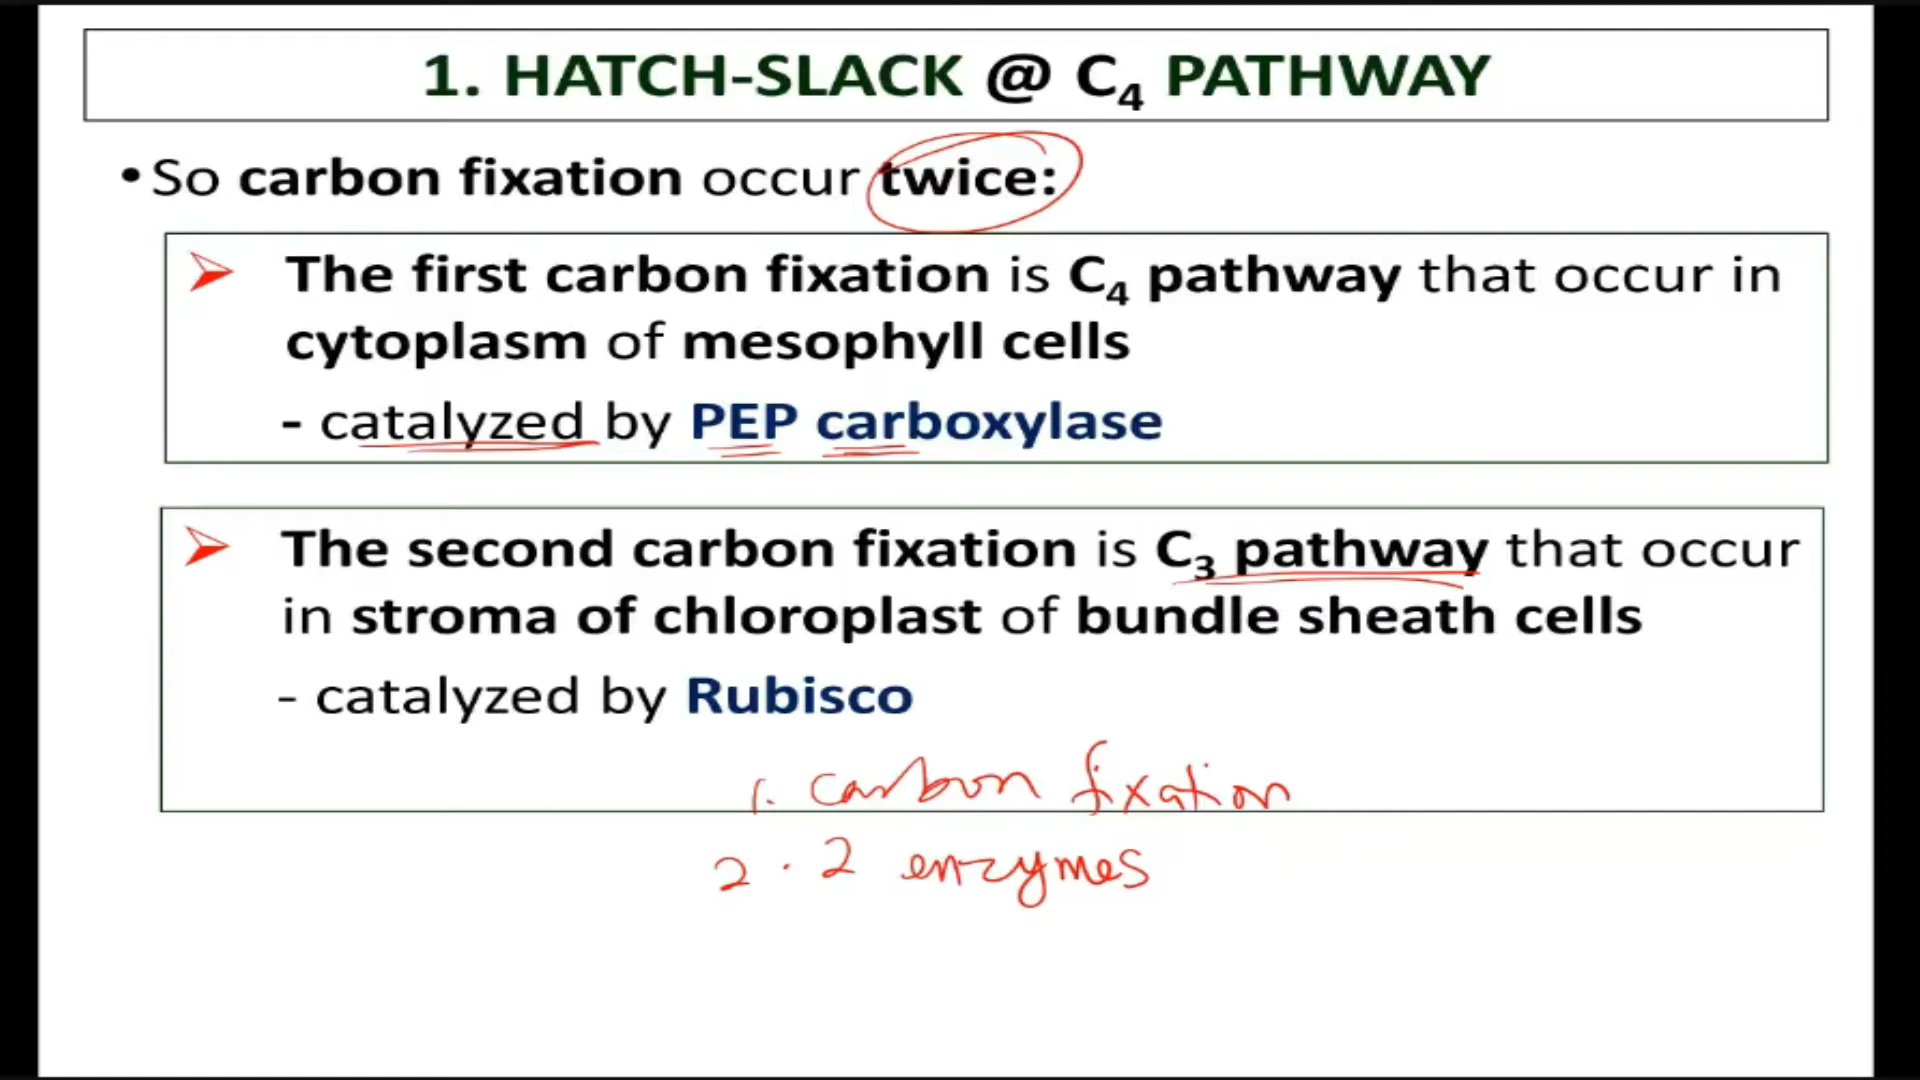 1. HATCH-SLACK @ C₄ PATHWAY
•So carbon fixation occur twice:
➢ The first carbon fixation is C₄ pathway that occur in
cytoplasm of mesophyll cells
- catalyzed by PEP carboxylase
➢ The second carbon fixation is C₃ pathway that occur
in stroma of chloroplast of bundle sheath cells
- catalyzed by Rubisco
1. carbon fixation
2. 2 enzymes